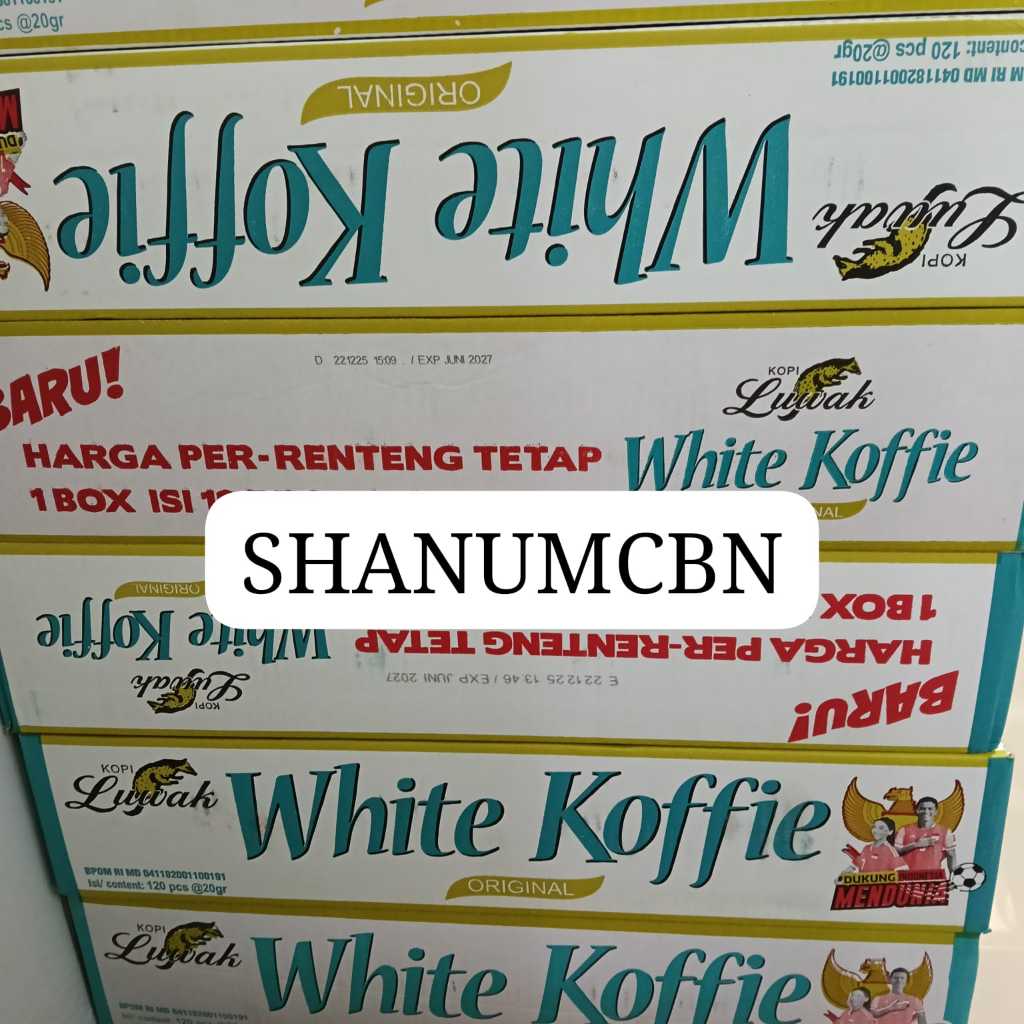 cs @20gr
content: 120 pcs @20gr
M RI MD 041182001100191
ORIGINAL
White Koffie
KOPI
Luwak
BARU!
D 221225 15:09 . / EXP JUNI 2027
KOPI
Luwak
HARGA PER-RENTENG TETAP
White Koffie
1 BOX ISI
NAL
SHANUMCBN
1 BOX
HARGA PER-RENTENG TETAP
BARU!
E 221225 13:46 / EXP JUNI 2027
ORIGINAL
White Koffie
KOPI
Luwak
KOPI
Luwak
White Koffie
BPOM RI MD 041182001100191
Isi/ content: 120 pcs @20gr
ORIGINAL
DUKUNG INDONESIA
MENDUNIA
KOPI
Luwak
White Koffie
BPOM RI MD 041182001100191